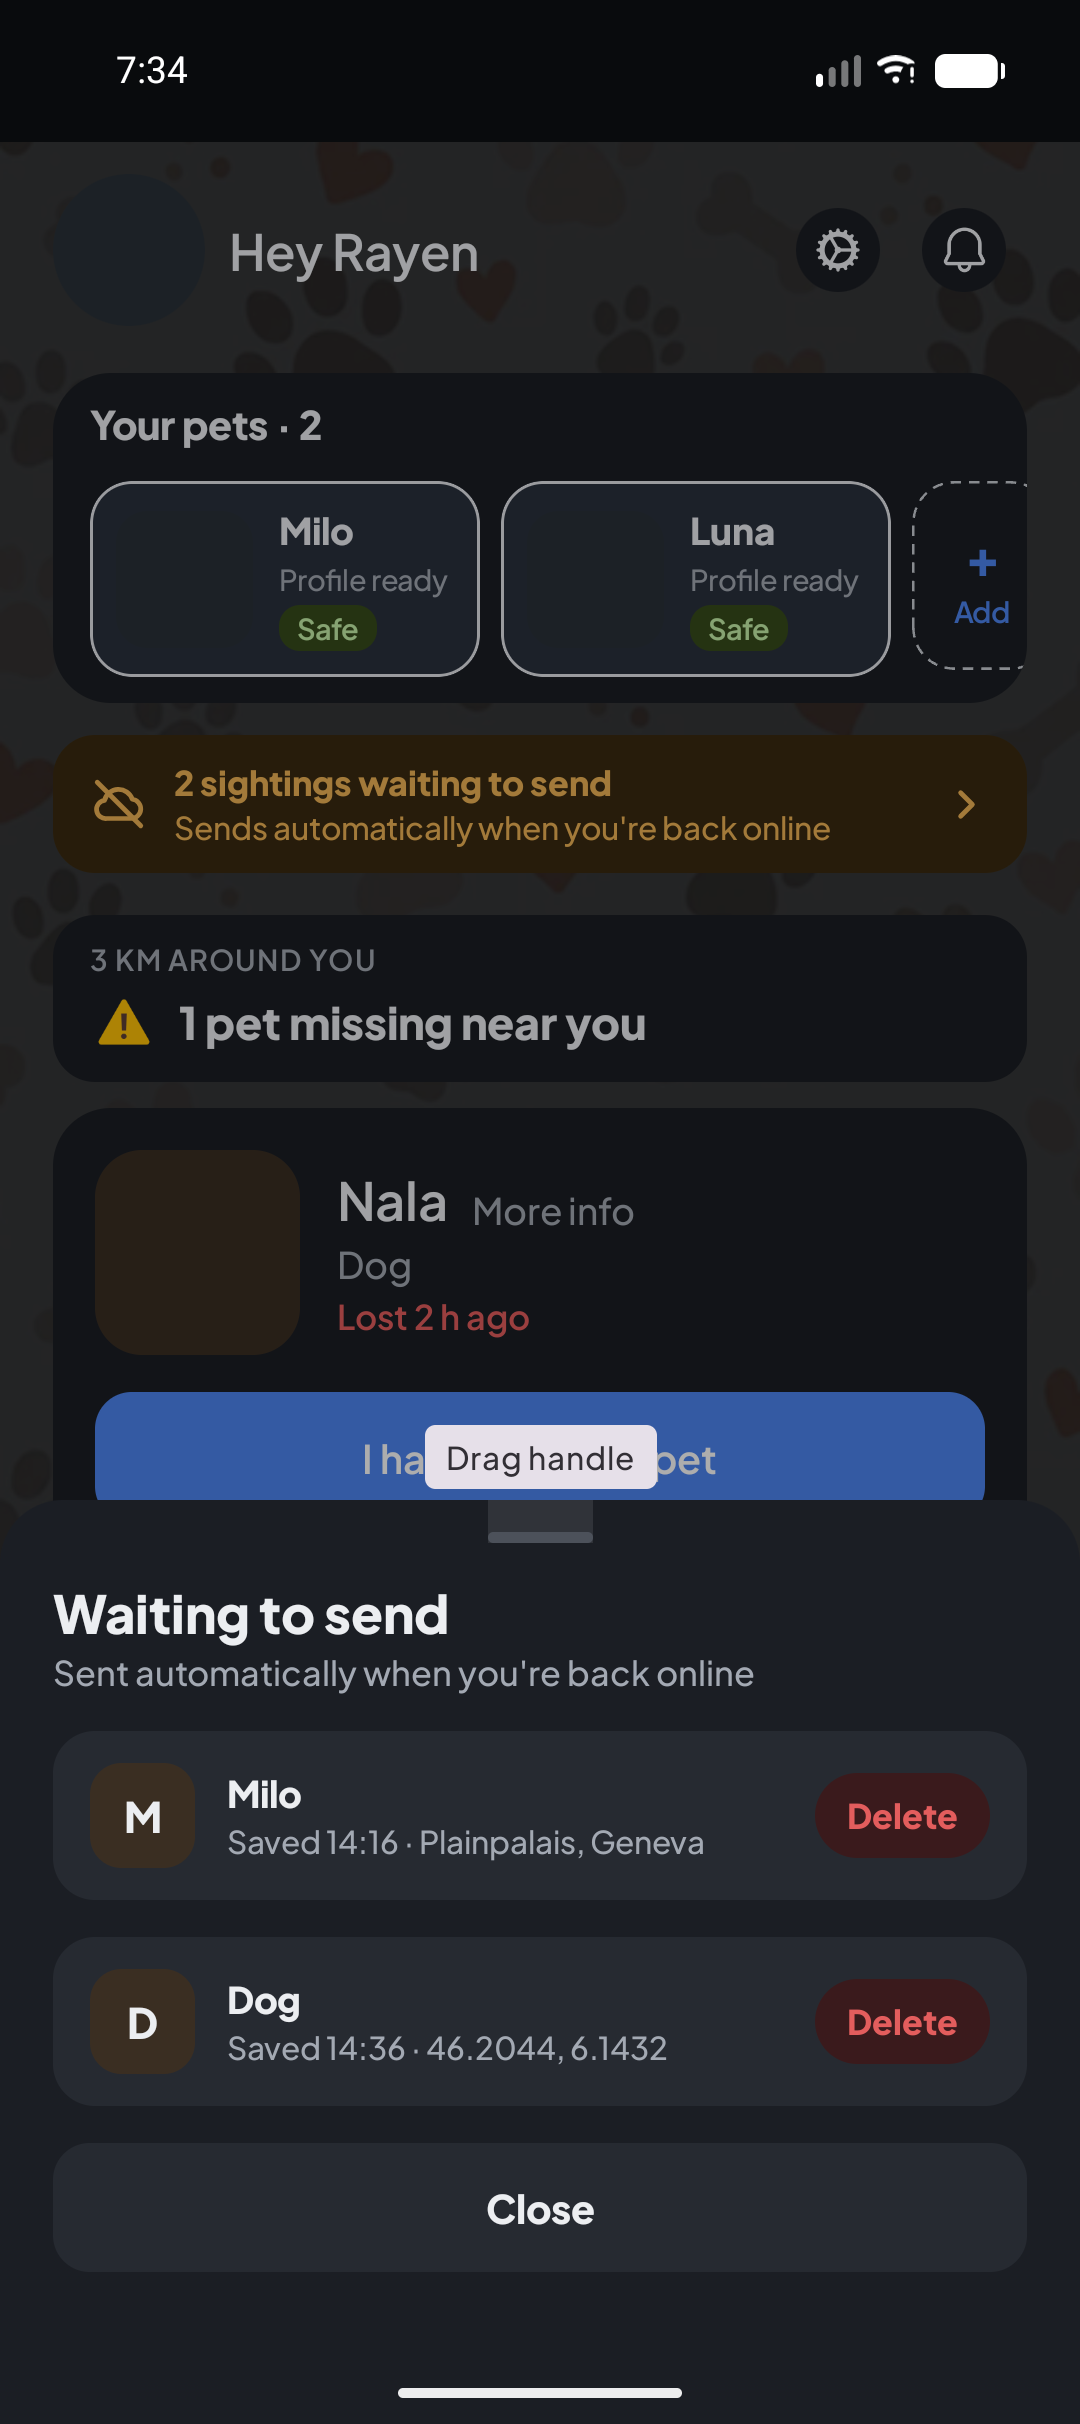 7:34
Hey Rayen
Your pets · 2
Milo
Profile ready
Safe
Luna
Profile ready
Safe
+
Add
2 sightings waiting to send
Sends automatically when you're back online
3 KM AROUND YOU
1 pet missing near you
Nala More info
Dog
Lost 2 h ago
I ha
pet
Drag handle
Waiting to send
Sent automatically when you're back online
M
Milo
Saved 14:16 · Plainpalais, Geneva
Delete
D
Dog
Saved 14:36 · 46.2044, 6.1432
Delete
Close